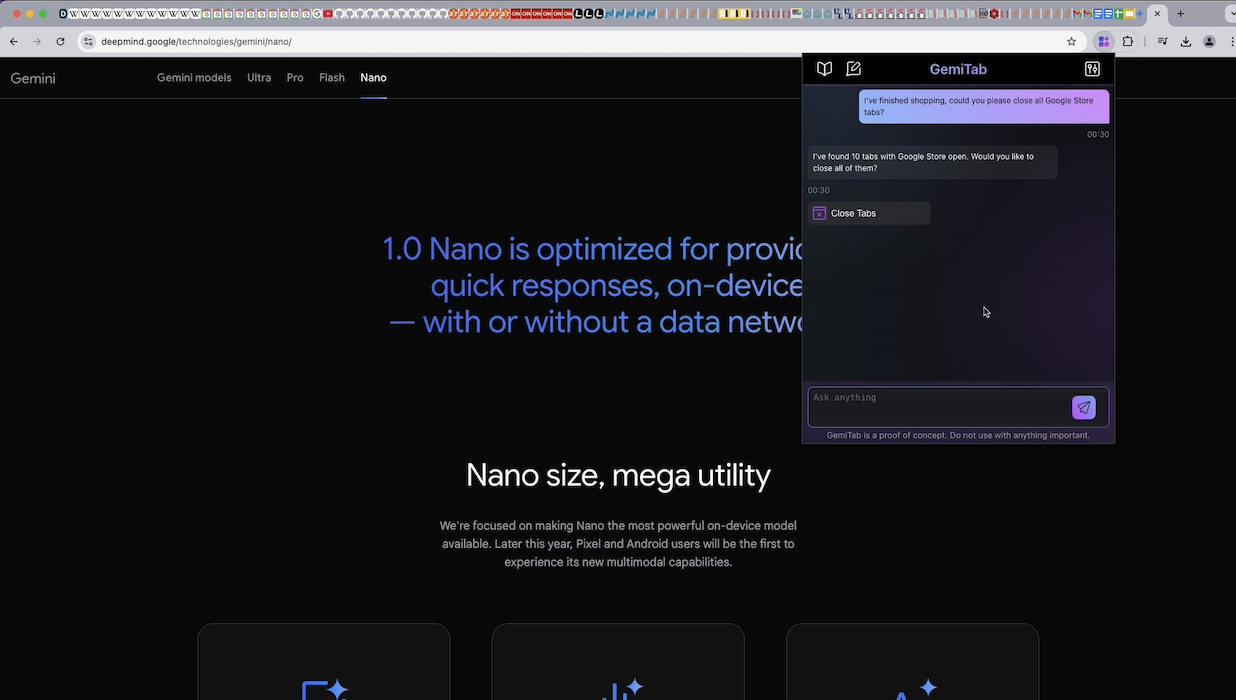 deepmind.google/technologies/gemini/nano/
Gemini
Gemini models
Ultra
Pro
Flash
Nano
GemiTab
I've finished shopping, could you please close all Google Store
tabs?
00:30
I've found 10 tabs with Google Store open. Would you like to
close all of them?
00:30
Close Tabs
Ask anything
GemiTab is a proof of concept. Do not use with anything important.
1.0 Nano is optimized for provid
quick responses, on-device
— with or without a data netwo
Nano size, mega utility
We're focused on making Nano the most powerful on-device model
available. Later this year, Pixel and Android users will be the first to
experience its new multimodal capabilities.